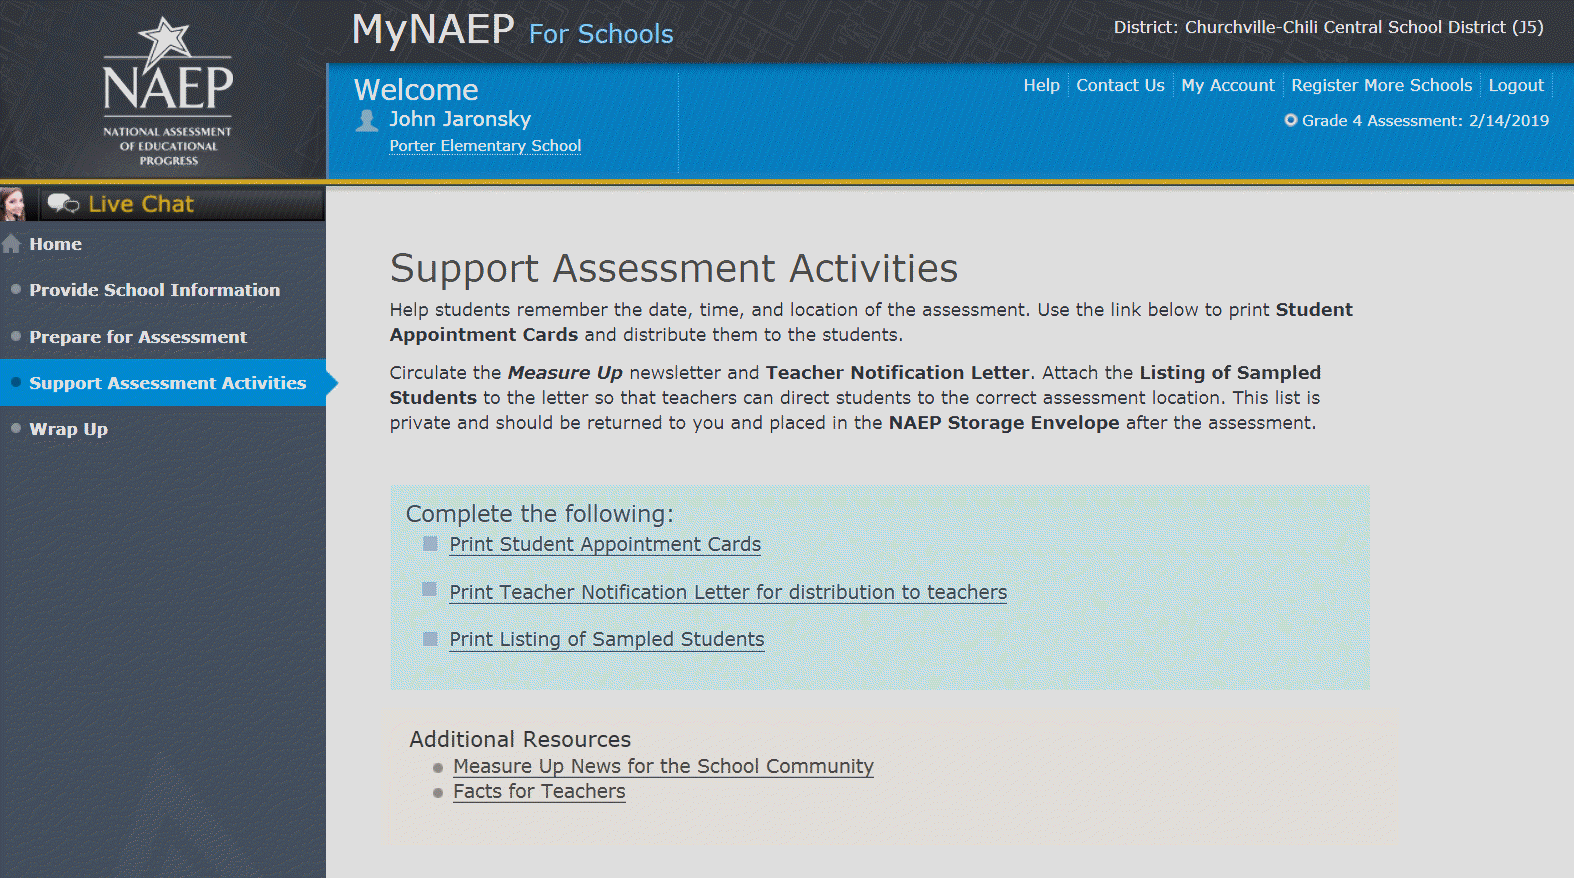 NAEP
NATIONAL ASSESSMENT
OF EDUCATIONAL
PROGRESS
MyNAEP For Schools
District: Churchville-Chili Central School District (J5)
Welcome
John Jaronsky
Porter Elementary School
Help
Contact Us
My Account
Register More Schools
Logout
Grade 4 Assessment: 2/14/2019
Live Chat
Home
Provide School Information
Prepare for Assessment
Support Assessment Activities
Wrap Up
Support Assessment Activities
Help students remember the date, time, and location of the assessment. Use the link below to print Student
Appointment Cards and distribute them to the students.
Circulate the Measure Up newsletter and Teacher Notification Letter. Attach the Listing of Sampled
Students to the letter so that teachers can direct students to the correct assessment location. This list is
private and should be returned to you and placed in the NAEP Storage Envelope after the assessment.
Complete the following:
Print Student Appointment Cards
Print Teacher Notification Letter for distribution to teachers
Print Listing of Sampled Students
Additional Resources
Measure Up News for the School Community
Facts for Teachers